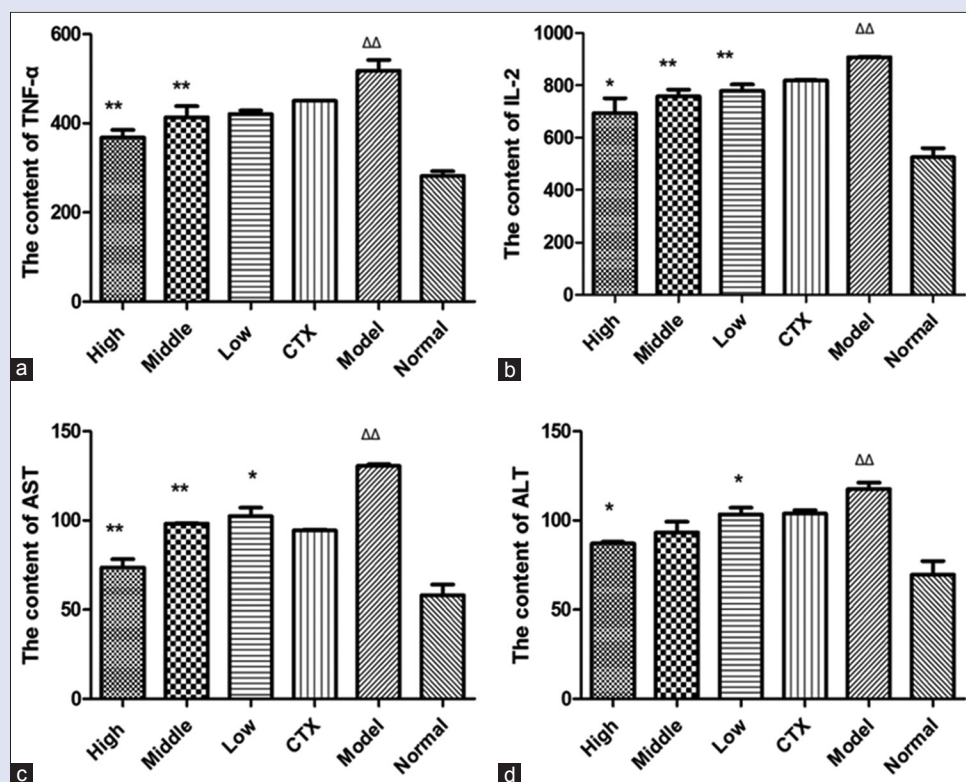 The content of TNF-α
600
400
200
0
**
**
ΔΔ
High
Middle
Low
CTX
Model
Normal
a
The content of IL-2
1000
800
600
400
200
0
*
**
**
ΔΔ
High
Middle
Low
CTX
Model
Normal
b
The content of AST
150
100
50
0
**
**
*
ΔΔ
High
Middle
Low
CTX
Model
Normal
c
The content of ALT
150
100
50
0
*
*
ΔΔ
High
Middle
Low
CTX
Model
Normal
d